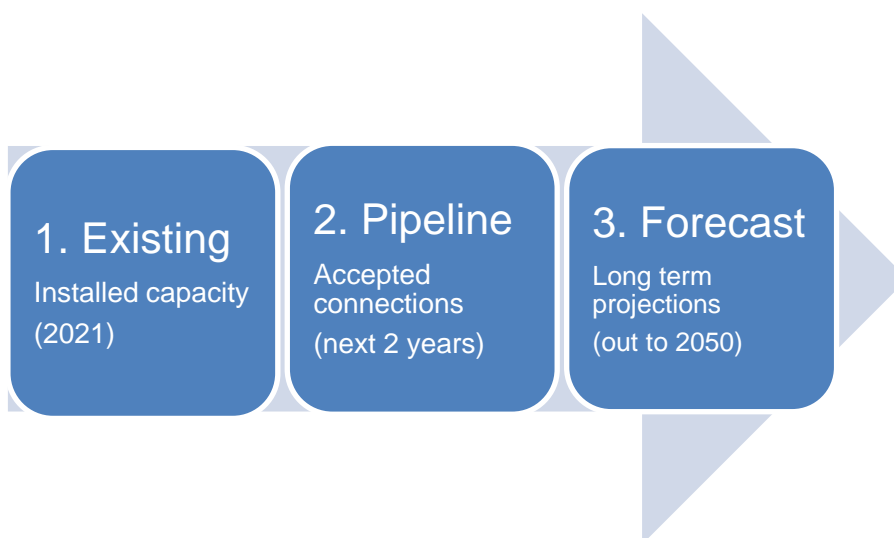 1. Existing
Installed capacity
(2021)
2. Pipeline
Accepted
connections
(next 2 years)
3. Forecast
Long term
projections
(out to 2050)